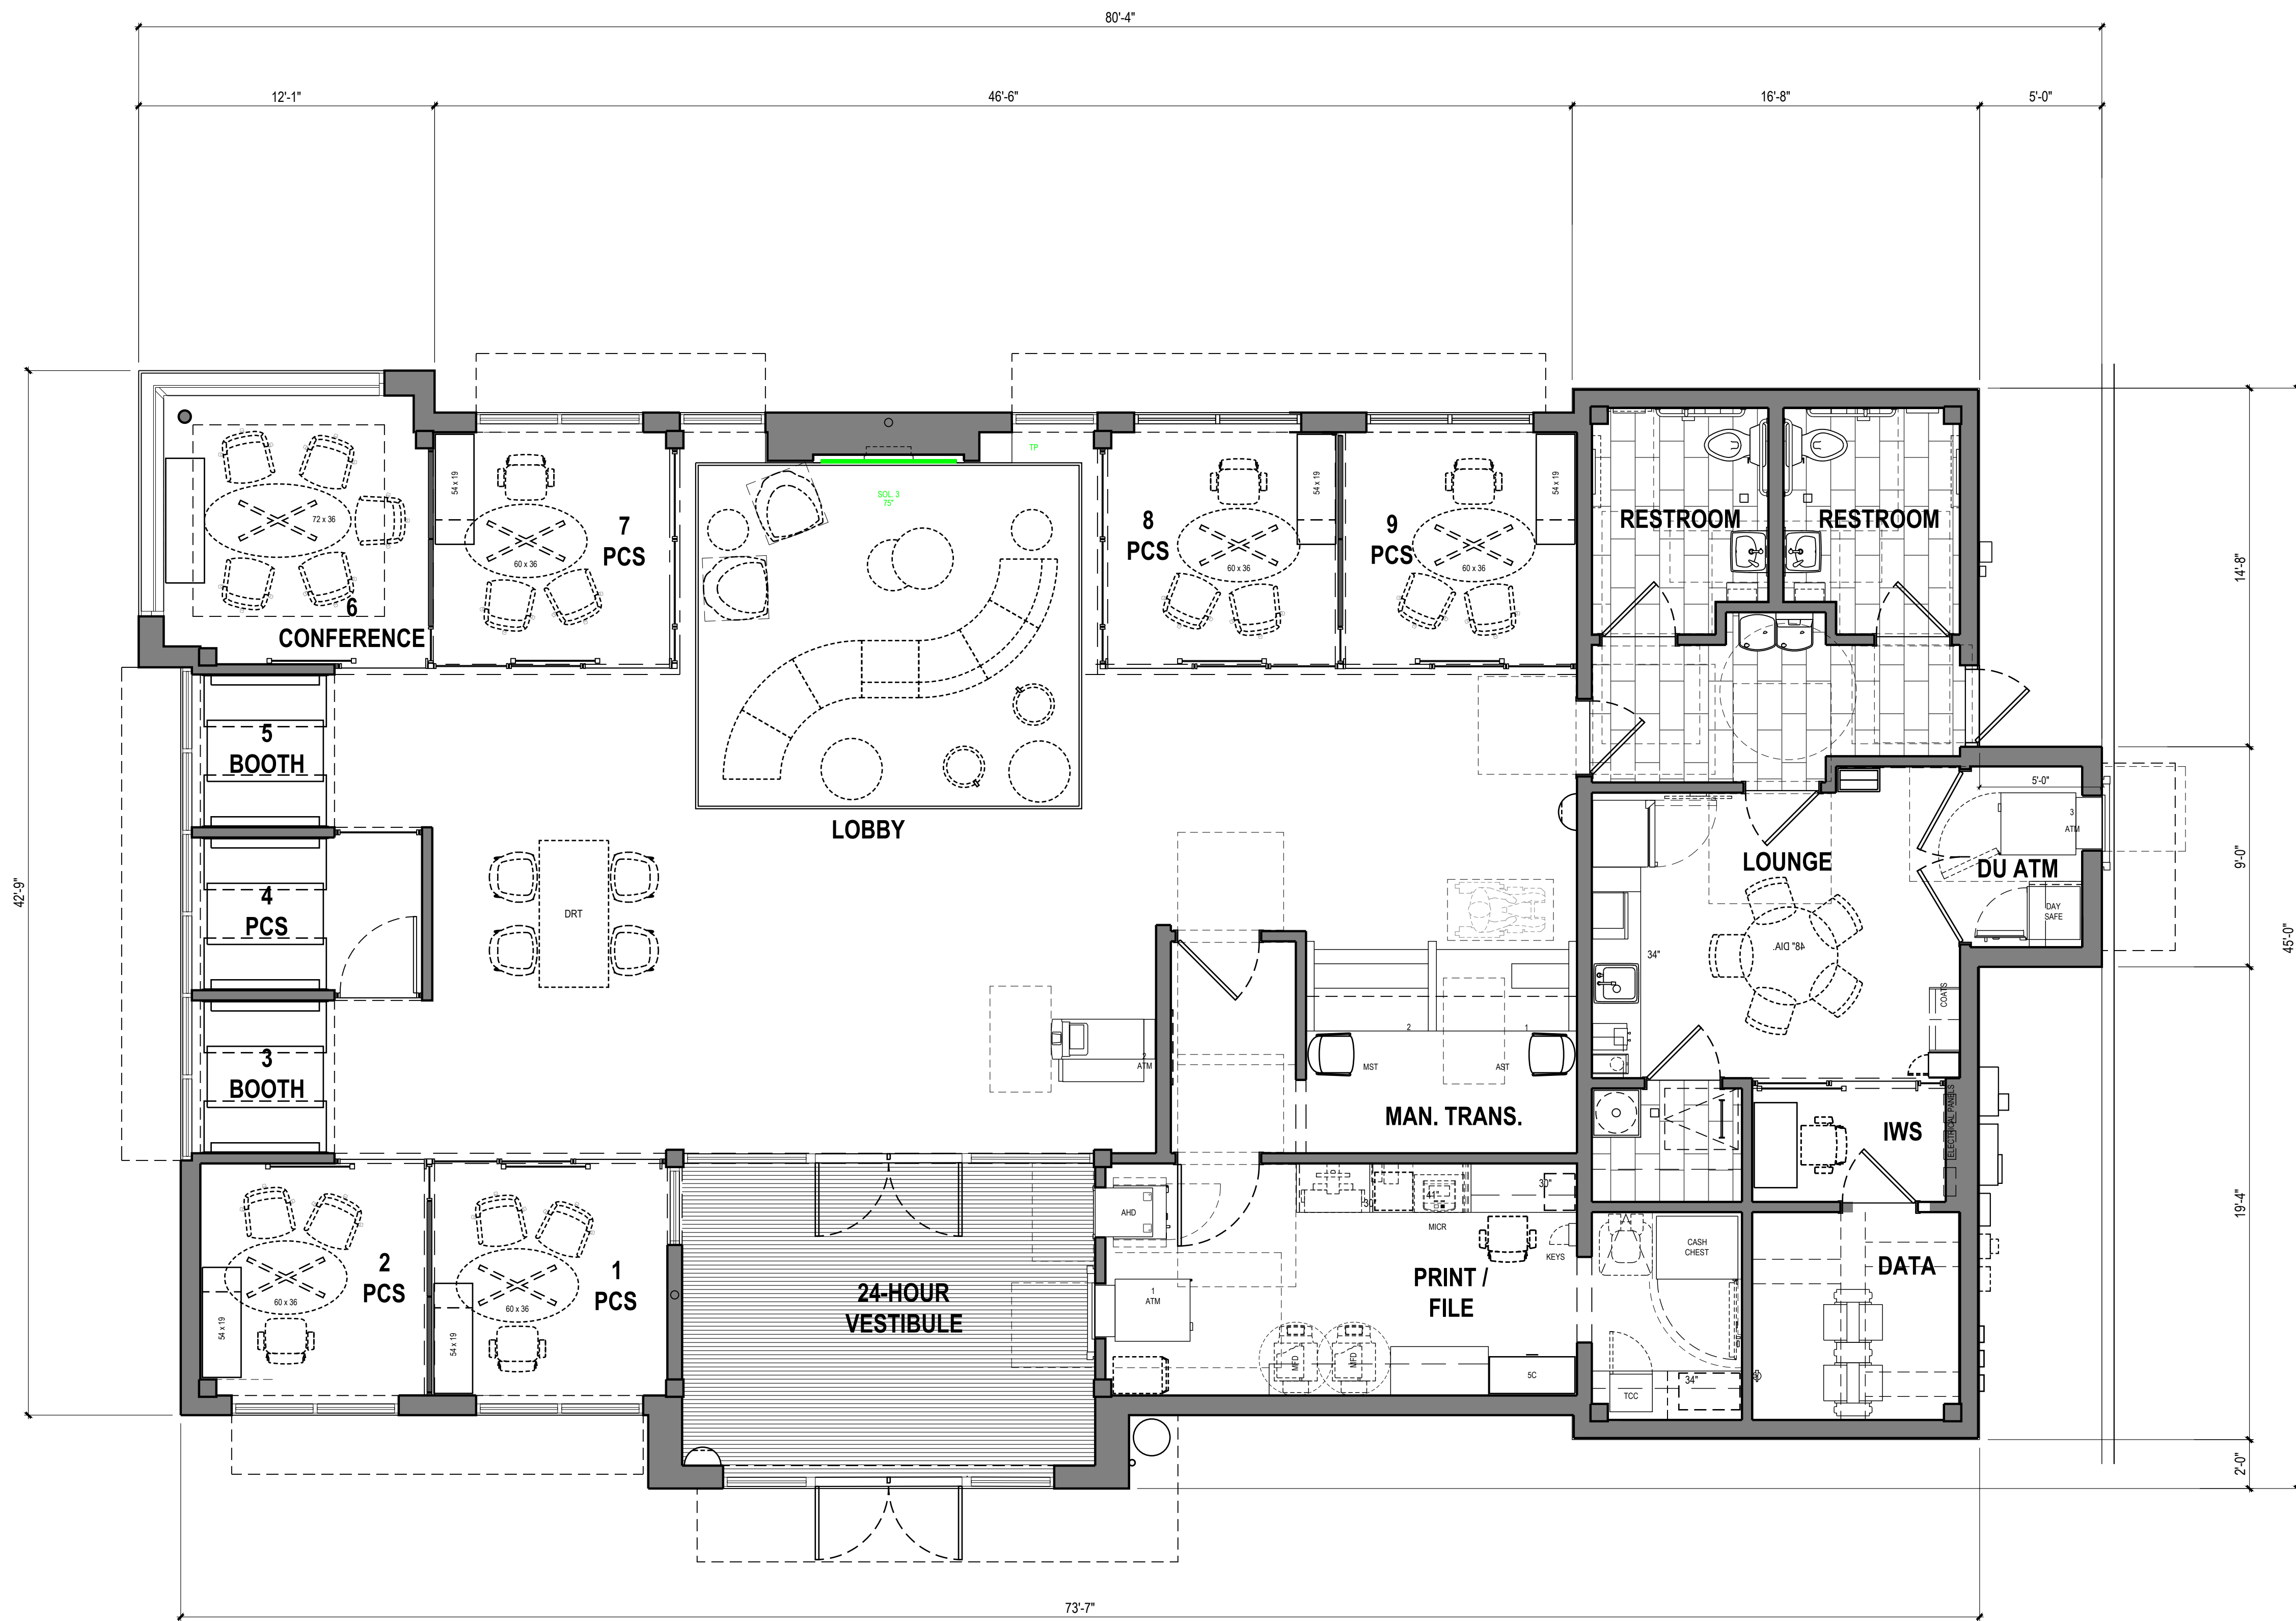 80'-4"
12'-1"
46'-6"
16'-8"
5'-0"
42'-9"
14'-8"
9'-0"
45'-0"
19'-4"
2'-0"
73'-7"
72 x 36
6
CONFERENCE
54 x 19
60 x 36
7
PCS
SGL. 3
75"
TP
8
PCS
60 x 36
54 x 19
9
PCS
60 x 36
54 x 19
RESTROOM
RESTROOM
5
BOOTH
4
PCS
3
BOOTH
DRT
LOBBY
2
ATM
LOUNGE
34"
48" DIA.
5'-0"
3
ATM
DU ATM
DAY
SAFE
COATS
2
1
MST
AST
MAN. TRANS.
IWS
ELECTRICAL PANELS
2
PCS
60 x 36
54 x 19
1
PCS
60 x 36
54 x 19
24-HOUR
VESTIBULE
AHD
1
ATM
30"
41"
30"
MICR
KEYS
PRINT /
FILE
MFD
MFD
5C
CASH
CHEST
TCC
34"
DATA